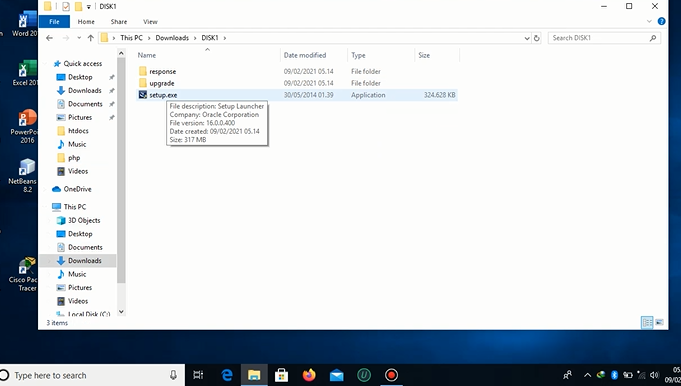 DISK1
File
Home
Share
View
This PC
Downloads
DISK1
Search DISK1
Name
Date modified
Type
Size
response
09/02/2021 05.14
File folder
upgrade
09/02/2021 05.14
File folder
setup.exe
30/05/2014 01.39
Application
324.628 KB
File description: Setup Launcher
Company: Oracle Corporation
File version: 16.0.0.400
Date created: 09/02/2021 05.14
Size: 317 MB
Quick access
Desktop
Downloads
Documents
Pictures
htdocs
Music
php
Videos
OneDrive
This PC
3D Objects
Desktop
Documents
Downloads
Music
Pictures
Videos
Local Disk (C:)
3 items
Word 20
Excel 20
PowerPo
2016
NetBeans
8.2
Cisco Pac
Tracer
Type here to search
05.
09/02